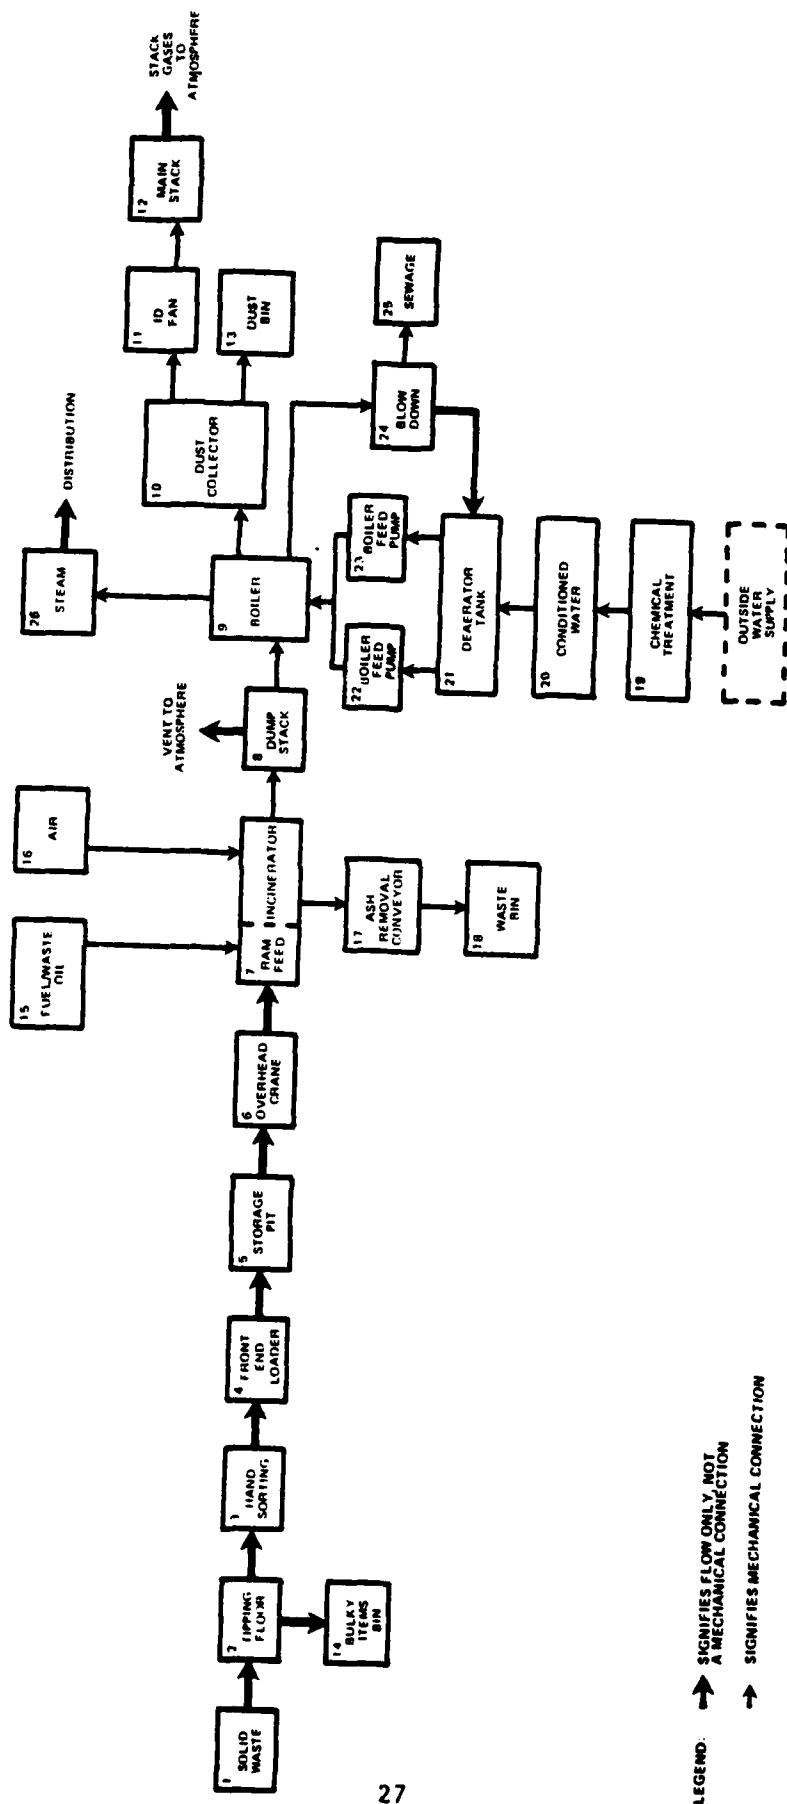 1
SOLID
WASTE
2
TIPPING
FLOOR
14
BULKY
ITEMS
BIN
HAND
SORTING
4
FRONT
END
LOADER
5
STORAGE
PIT
6
OVERHEAD
CRANE
15
FUEL/WASTE
OIL
16
AIR
7
RAM
FEED
INCINERATOR
17
ASH
REMOVAL
CONVEYOR
18
WASTE
BIN
VENT TO
ATMOSPHERE
8
DUMP
STACK
26
STEAM
DISTRIBUTION
9
BOILER
10
DUST
COLLECTOR
11
ID
FAN
12
MAIN
STACK
STACK
GASES
TO
ATMOSPHERE
13
DUST
BIN
22
BOILER
FEED
PUMP
23
BOILER
FEED
PUMP
24
BLOW
DOWN
25
SEWAGE
21
DEAERATOR
TANK
20
CONDITIONED
WATER
19
CHEMICAL
TREATMENT
OUTSIDE
WATER
SUPPLY
LEGEND:
SIGNIFIES FLOW ONLY, NOT
A MECHANICAL CONNECTION
SIGNIFIES MECHANICAL CONNECTION
27